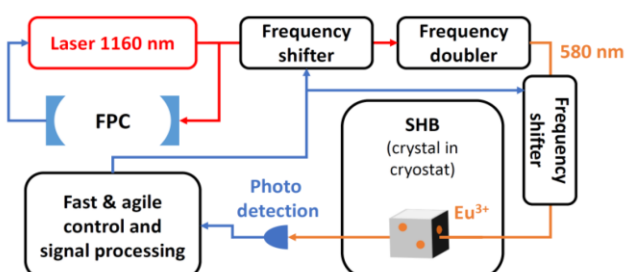 Laser 1160 nm
Frequency
shifter
Frequency
doubler
580 nm
FPC
Frequency
shifter
SHB
(crystal in
cryostat)
Fast & agile
control and
signal processing
Photo
detection
Eu³⁺